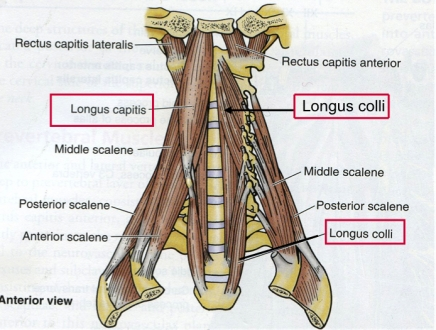 Rectus capitis lateralis
Rectus capitis anterior
Longus capitis
Longus colli
Middle scalene
Middle scalene
Posterior scalene
Posterior scalene
Anterior scalene
Longus colli
Anterior view